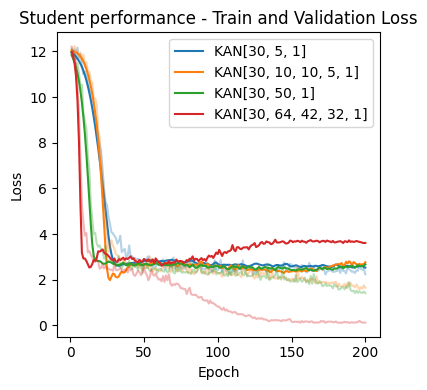 Student performance - Train and Validation Loss
KAN[30, 5, 1]
KAN[30, 10, 10, 5, 1]
KAN[30, 50, 1]
KAN[30, 64, 42, 32, 1]
Loss
12
10
8
6
4
2
0
0
50
100
150
200
Epoch